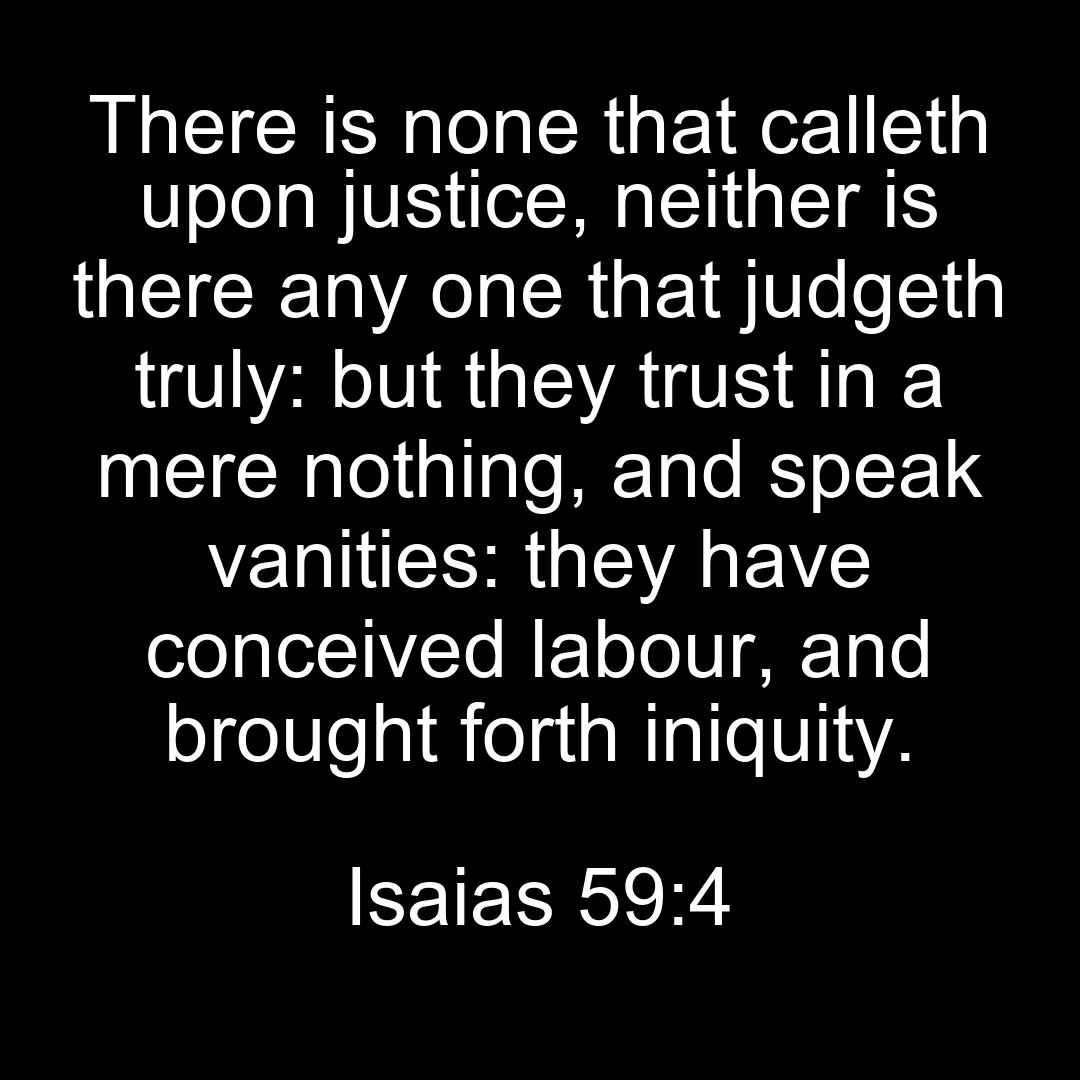 There is none that calleth
upon justice, neither is
there any one that judgeth
truly: but they trust in a
mere nothing, and speak
vanities: they have
conceived labour, and
brought forth iniquity.
Isaias 59:4